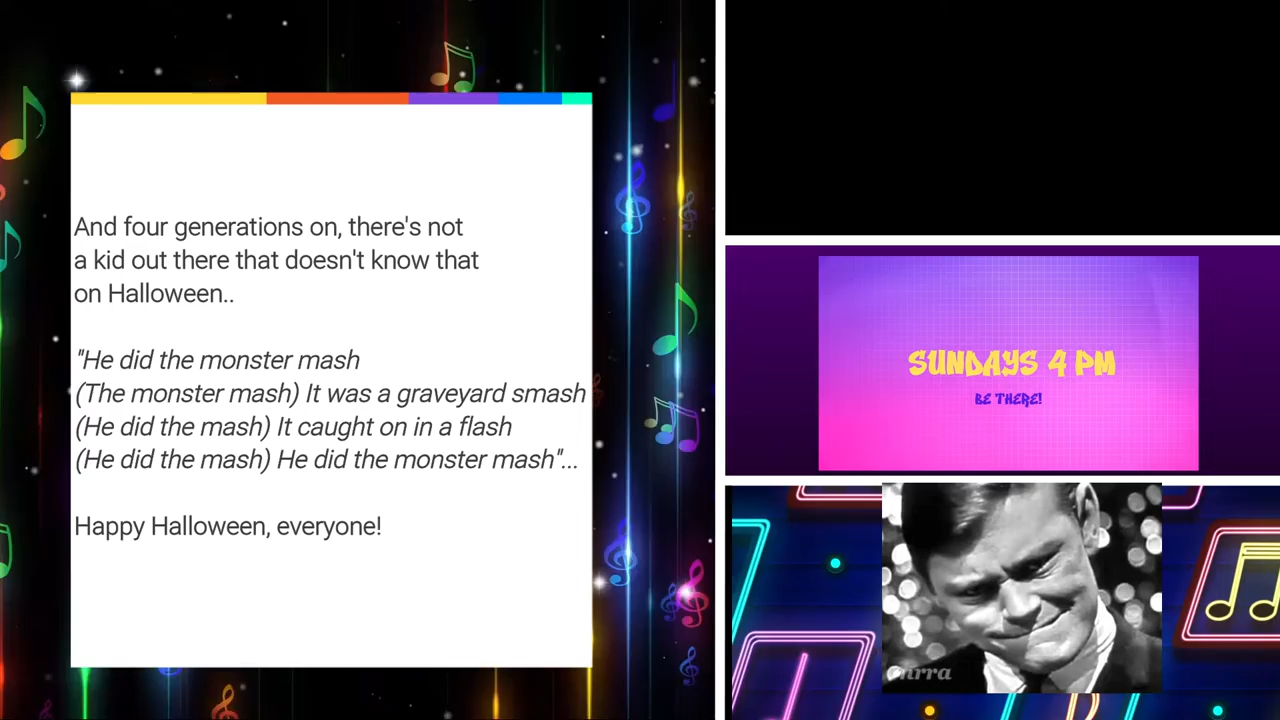 And four generations on, there's not
a kid out there that doesn't know that
on Halloween..
"He did the monster mash
(The monster mash) It was a graveyard smash
(He did the mash) It caught on in a flash
(He did the mash) He did the monster mash"...
Happy Halloween, everyone!
SUNDAYS 4 PM
BE THERE!